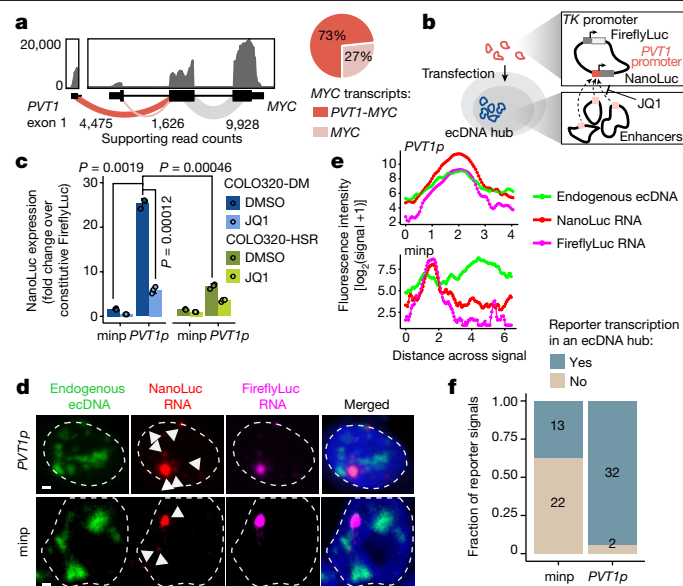 a
20,000
0
PVT1
exon 1
4,475
1,626
9,928
MYC
Supporting read counts
73%
27%
MYC transcripts:
PVT1-MYC
MYC
b
TK promoter
FireflyLuc
PVT1
promoter
NanoLuc
Transfection
JQ1
ecDNA hub
Enhancers
c
P = 0.0019
P = 0.00046
P = 0.00012
NanoLuc expression
(fold change over
constitutive FireflyLuc)
30
20
10
0
COLO320-DM
DMSO
JQ1
COLO320-HSR
DMSO
JQ1
minp PVT1p
minp PVT1p
e
PVT1p
10
8
6
4
2
0 1 2 3 4
minp
7.5
5.0
2.5
0 2 4 6
Fluorescence intensity
[log2(signal +1)]
Distance across signal
Endogenous ecDNA
NanoLuc RNA
FireflyLuc RNA
d
Endogenous
ecDNA
NanoLuc
RNA
FireflyLuc
RNA
Merged
PVT1p
minp
Reporter transcription
in an ecDNA hub:
Yes
No
f
Fraction of reporter signals
1.00
0.75
0.50
0.25
0
13
22
32
2
minp PVT1p